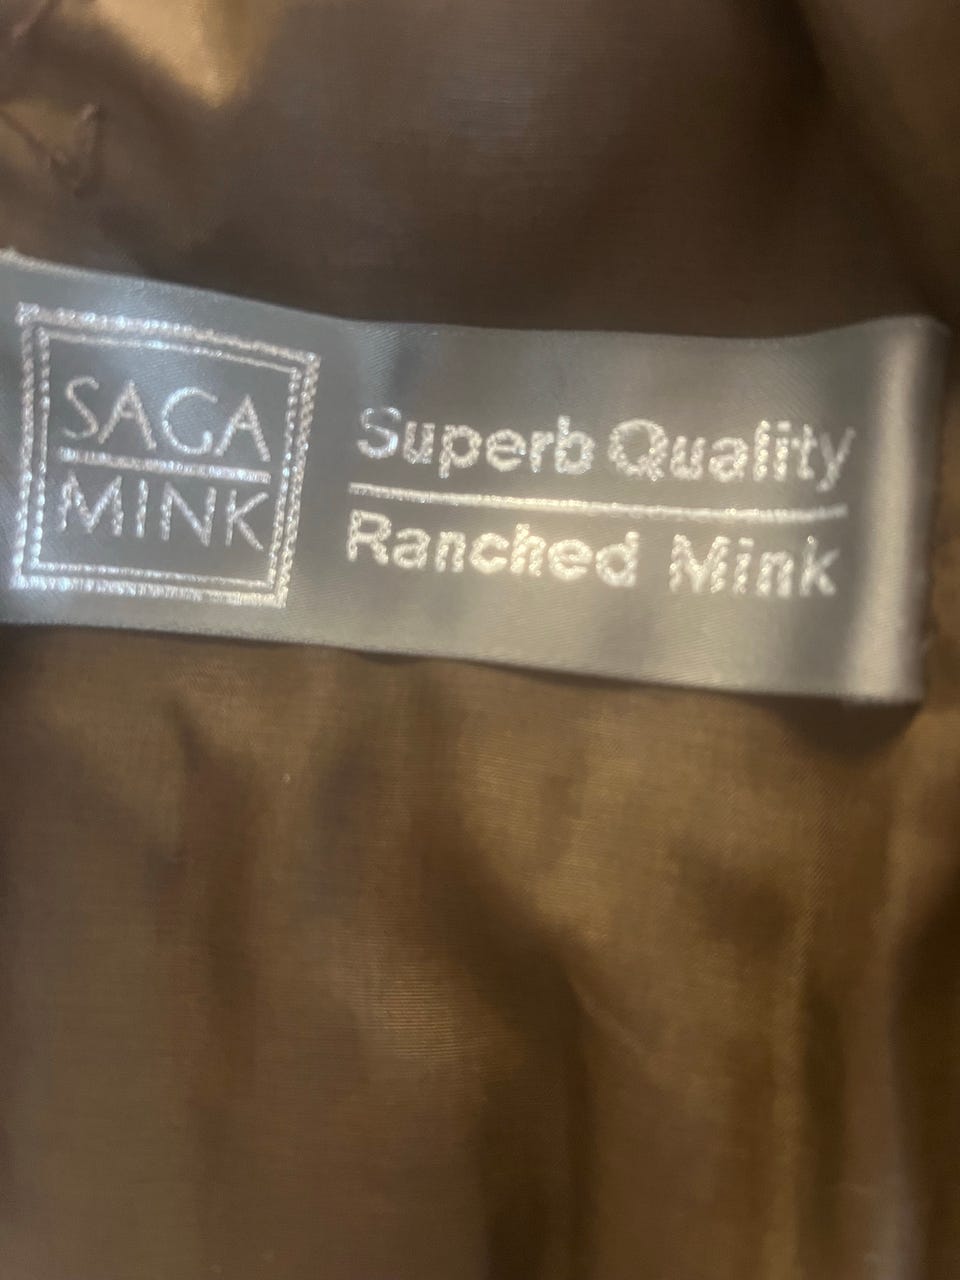 SAGA
MINK
Superb Quality
Ranched Mink